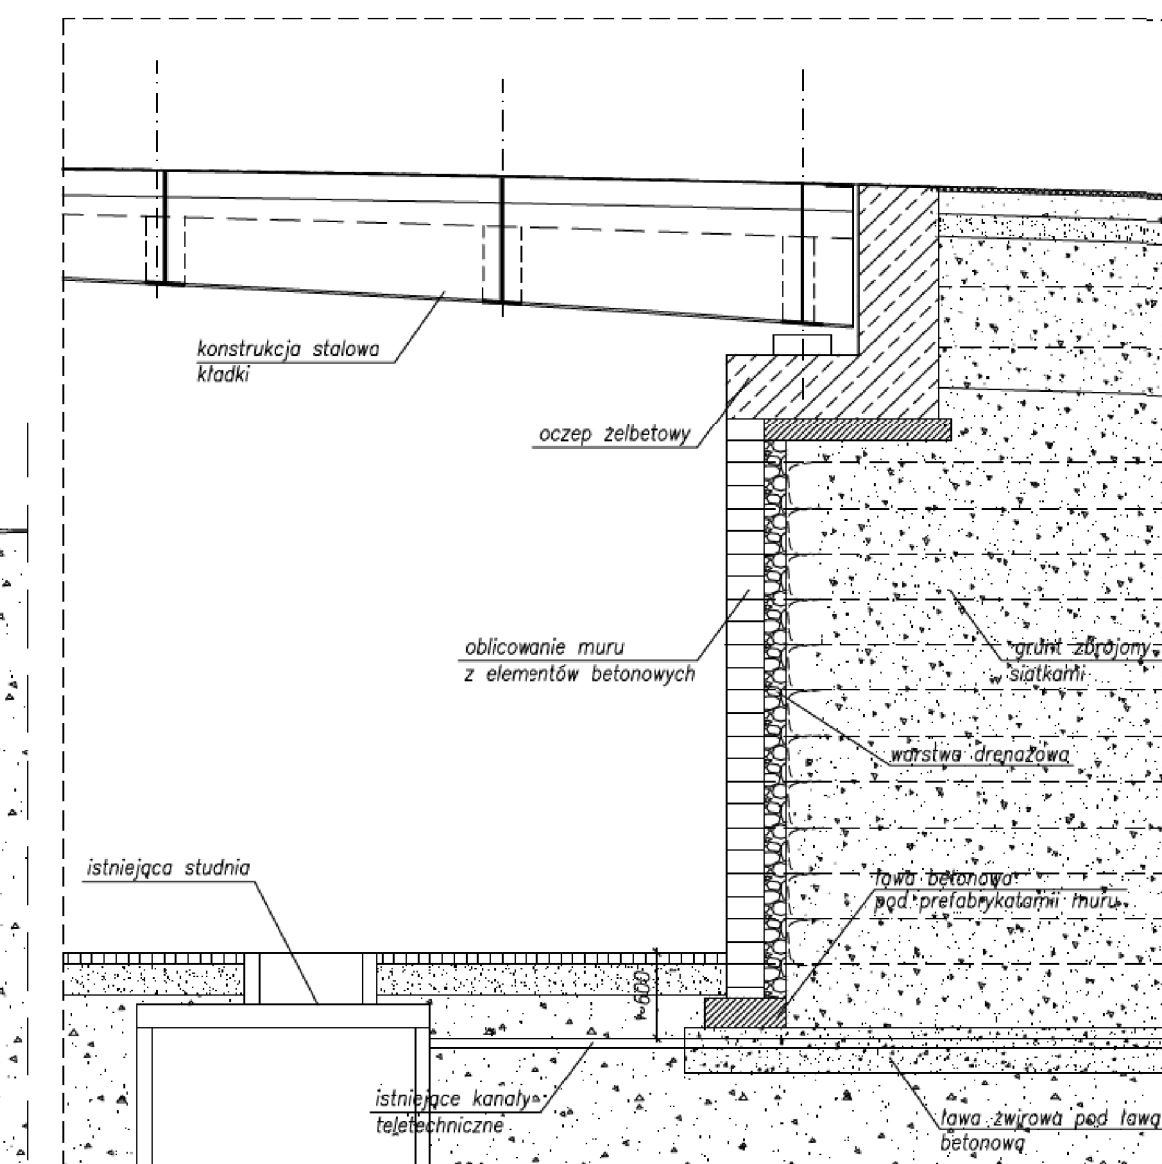 konstrukcja stalowa
kładki
oczep żelbetowy
oblicowanie muru
z elementów betonowych
grunt zbrojony
siatkami
warstwa drenażowa
istniejąca studnia
ława betonowa
pod prefabrykatami muru
~600
istniejące kanały
teletechniczne
ława żwirowa pod ławą
betonową